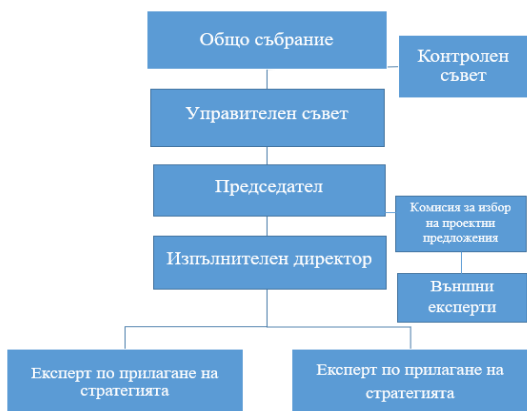 Общо събрание
Контролен
съвет
Управителен съвет
Председател
Комисия за избор
на проектни
предложения
Изпълнителен директор
Външни
експерти
Експерт по прилагане на
стратегията
Експерт по прилагане на
стратегията